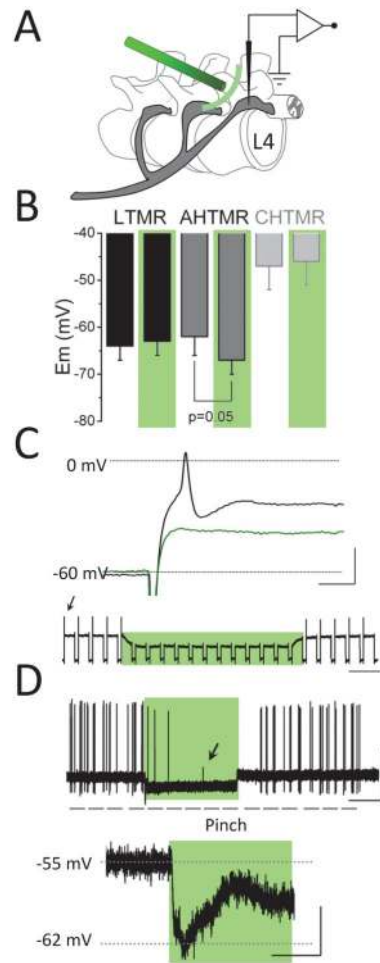 A
L4
B
LTMR AHTMR CHTMR
-40
-50
-60
-70
-80
Em (mV)
p=0.05
C
0 mV
-60 mV
D
Pinch
-55 mV
-62 mV